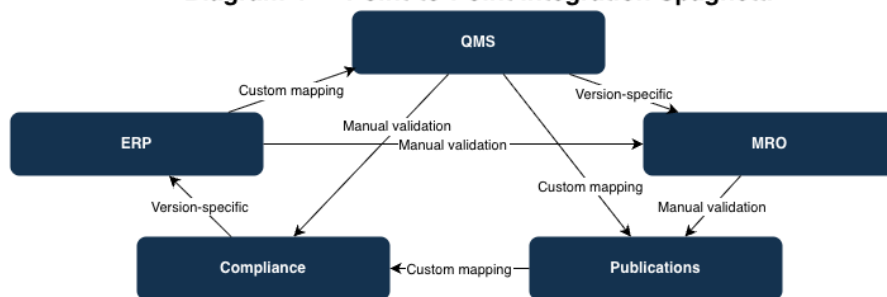 QMS
Custom mapping
Version-specific
Manual validation
ERP
Manual validation
MRO
Custom mapping
Version-specific
Manual validation
Compliance
Custom mapping
Publications